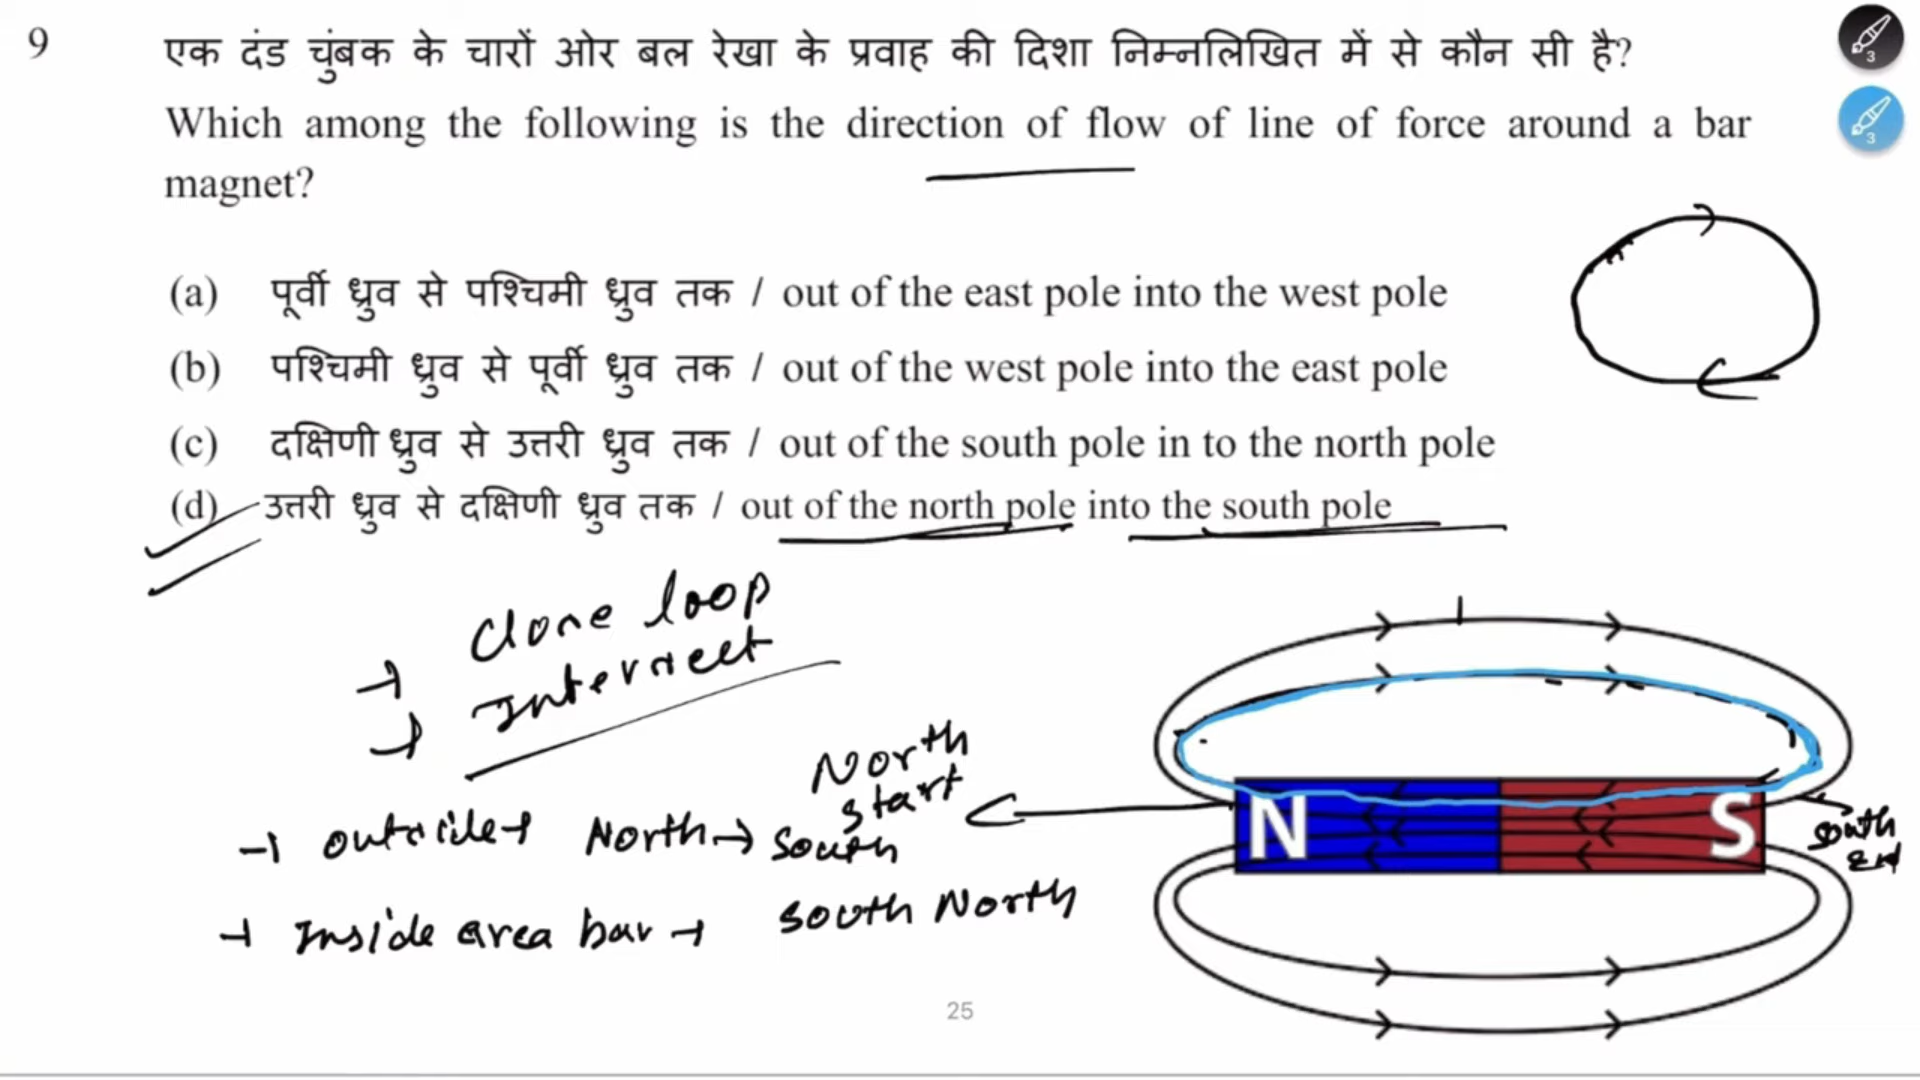 9
एक दंड चुंबक के चारों ओर बल रेखा के प्रवाह की दिशा निम्नलिखित में से कौन सी है?
Which among the following is the direction of flow of line of force around a bar
magnet?
(a) पूर्वी ध्रुव से पश्चिमी ध्रुव तक / out of the east pole into the west pole
(b) पश्चिमी ध्रुव से पूर्वी ध्रुव तक / out of the west pole into the east pole
(c) दक्षिणी ध्रुव से उत्तरी ध्रुव तक / out of the south pole in to the north pole
(d) उत्तरी ध्रुव से दक्षिणी ध्रुव तक / out of the north pole into the south pole
loop
North
start
outside North → South
Inside area bar → South North
N S
South
End
25
3
3